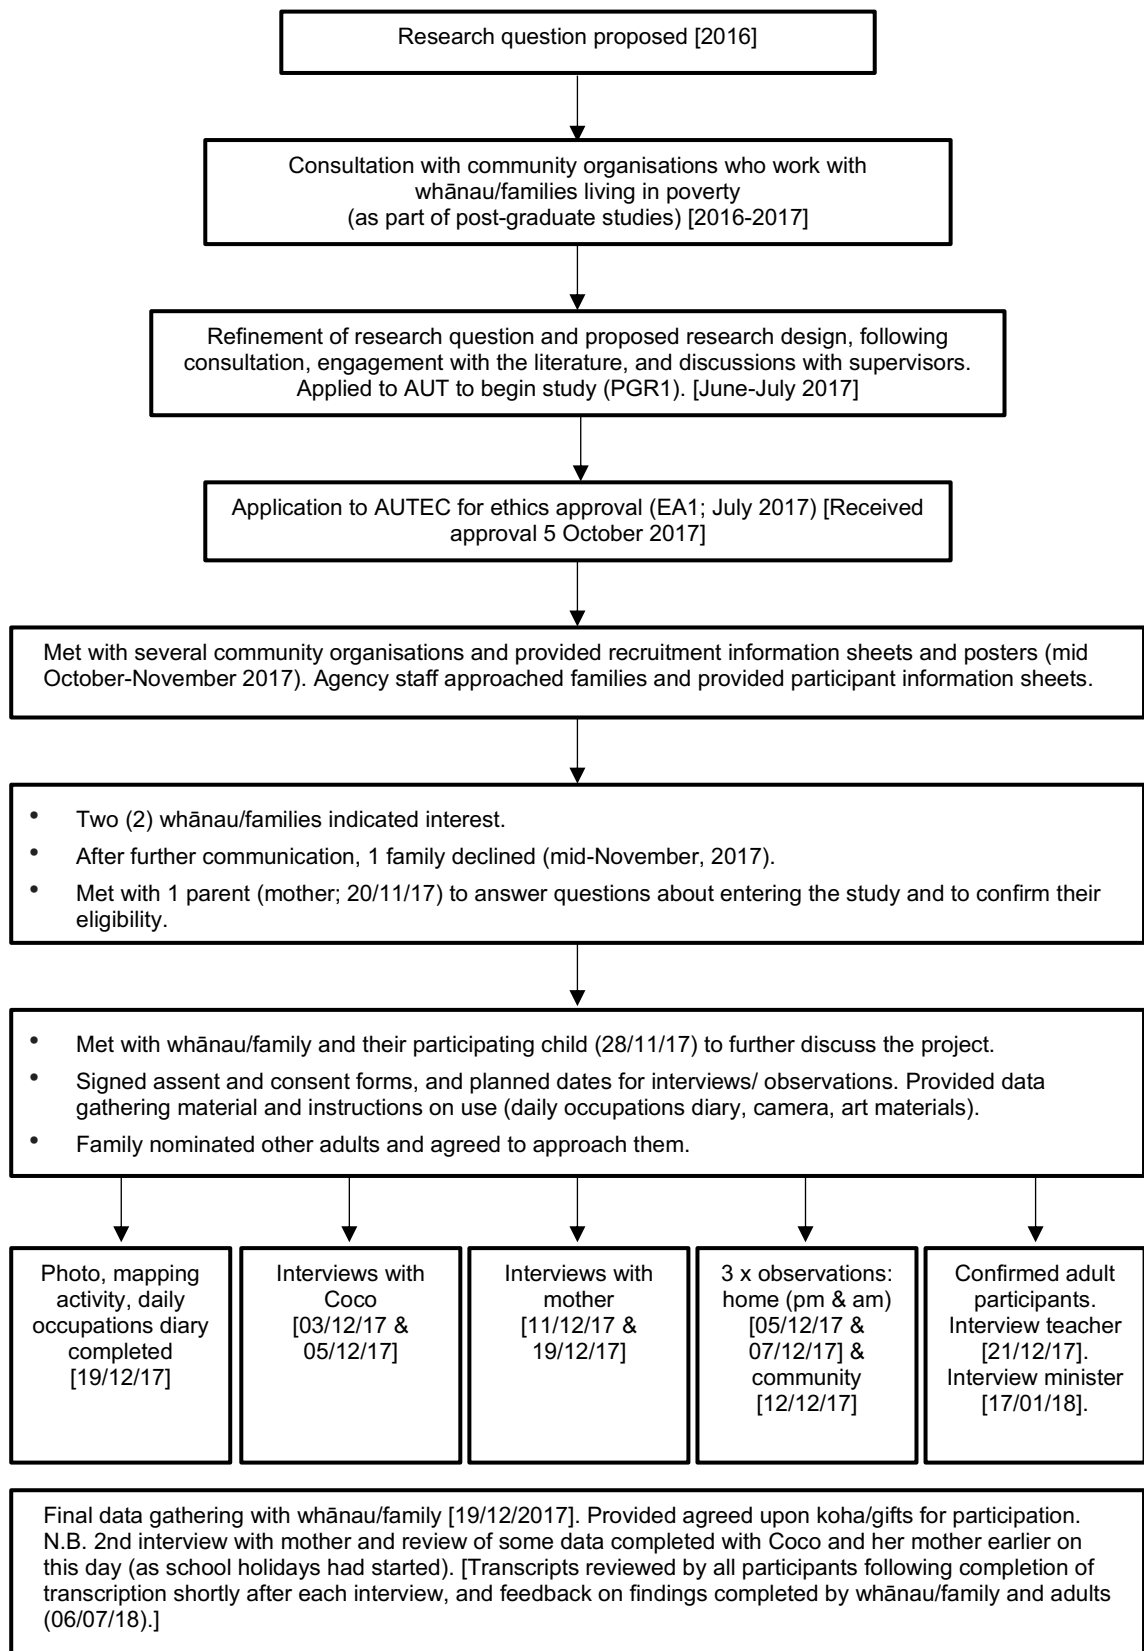 Research question proposed [2016]
Consultation with community organisations who work with
whānau/families living in poverty
(as part of post-graduate studies) [2016-2017]
Refinement of research question and proposed research design, following
consultation, engagement with the literature, and discussions with supervisors.
Applied to AUT to begin study (PGR1). [June-July 2017]
Application to AUTEC for ethics approval (EA1; July 2017) [Received
approval 5 October 2017]
Met with several community organisations and provided recruitment information sheets and posters (mid
October-November 2017). Agency staff approached families and provided participant information sheets.
• Two (2) whānau/families indicated interest.
• After further communication, 1 family declined (mid-November, 2017).
• Met with 1 parent (mother; 20/11/17) to answer questions about entering the study and to confirm their
eligibility.
• Met with whānau/family and their participating child (28/11/17) to further discuss the project.
• Signed assent and consent forms, and planned dates for interviews/ observations. Provided data
gathering material and instructions on use (daily occupations diary, camera, art materials).
• Family nominated other adults and agreed to approach them.
Photo, mapping
activity, daily
occupations diary
completed
[19/12/17]
Interviews with
Coco
[03/12/17 &
05/12/17]
Interviews with
mother
[11/12/17 &
19/12/17]
3 x observations:
home (pm & am)
[05/12/17 &
07/12/17] &
community
[12/12/17]
Confirmed adult
participants.
Interview teacher
[21/12/17].
Interview minister
[17/01/18].
Final data gathering with whānau/family [19/12/2017]. Provided agreed upon koha/gifts for participation.
N.B. 2nd interview with mother and review of some data completed with Coco and her mother earlier on
this day (as school holidays had started). [Transcripts reviewed by all participants following completion of
transcription shortly after each interview, and feedback on findings completed by whānau/family and adults
(06/07/18).]